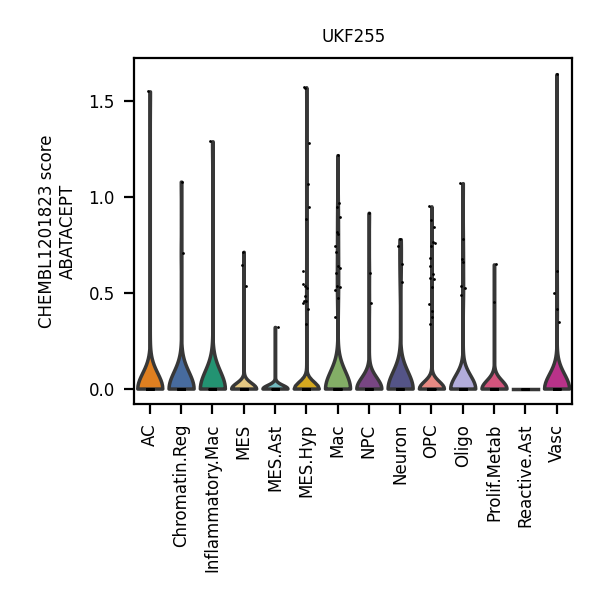 UKF255
CHEMBL1201823 score
ABATACEPT
1.5
1.0
0.5
0.0
AC
Chromatin.Reg
Inflammatory.Mac
MES
MES.Ast
MES.Hyp
Mac
NPC
Neuron
OPC
Oligo
Prolif.Metab
Reactive.Ast
Vasc